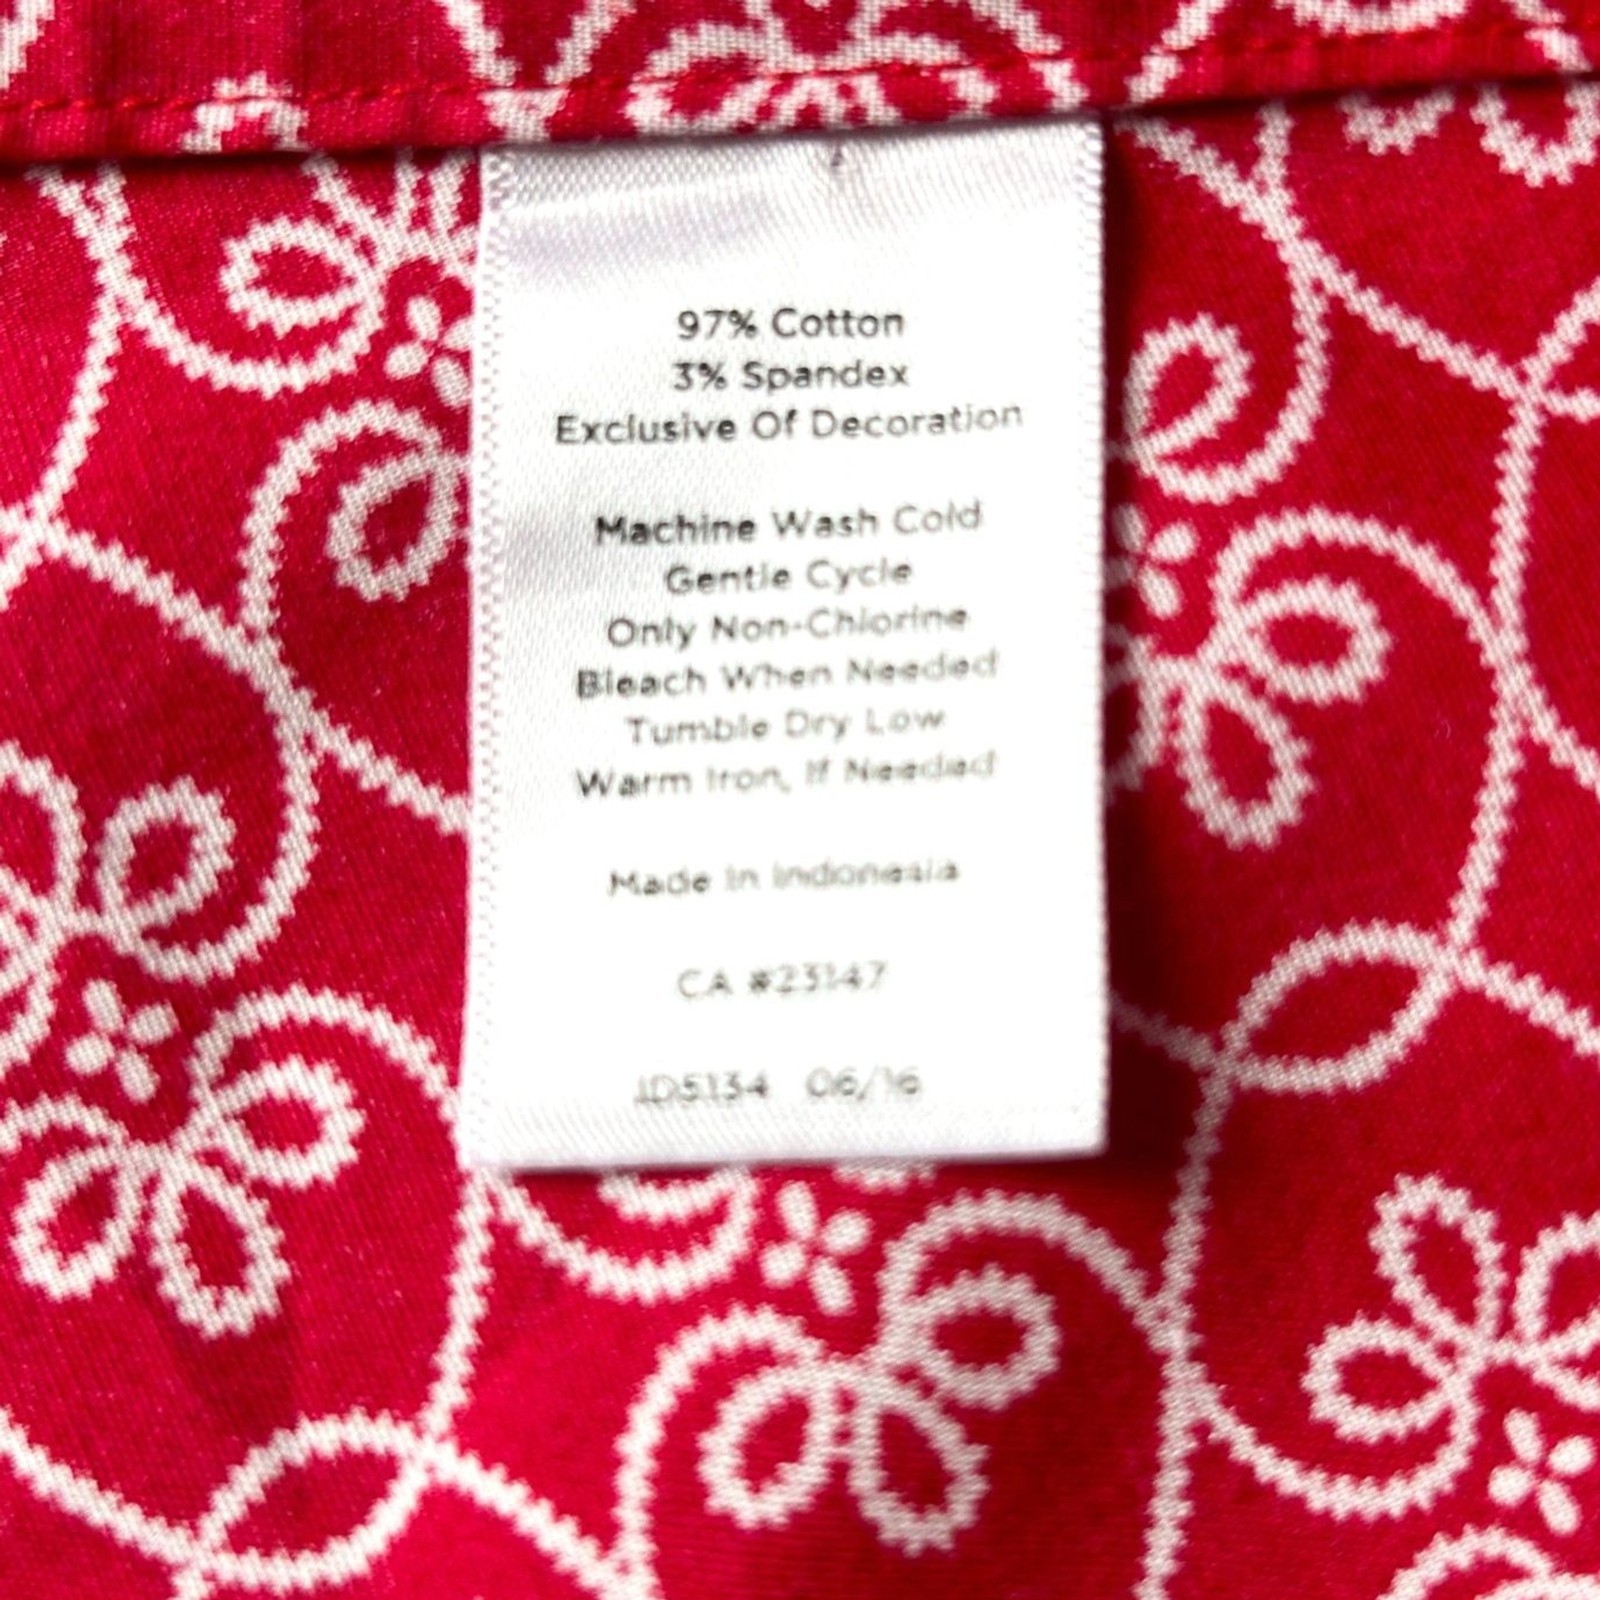 97% Cotton
3% Spandex
Exclusive Of Decoration
Machine Wash Cold
Gentle Cycle
Only Non-Chlorine
Bleach When Needed
Tumble Dry Low
Warm Iron, If Needed
Made In Indonesia
CA #23147
06/16